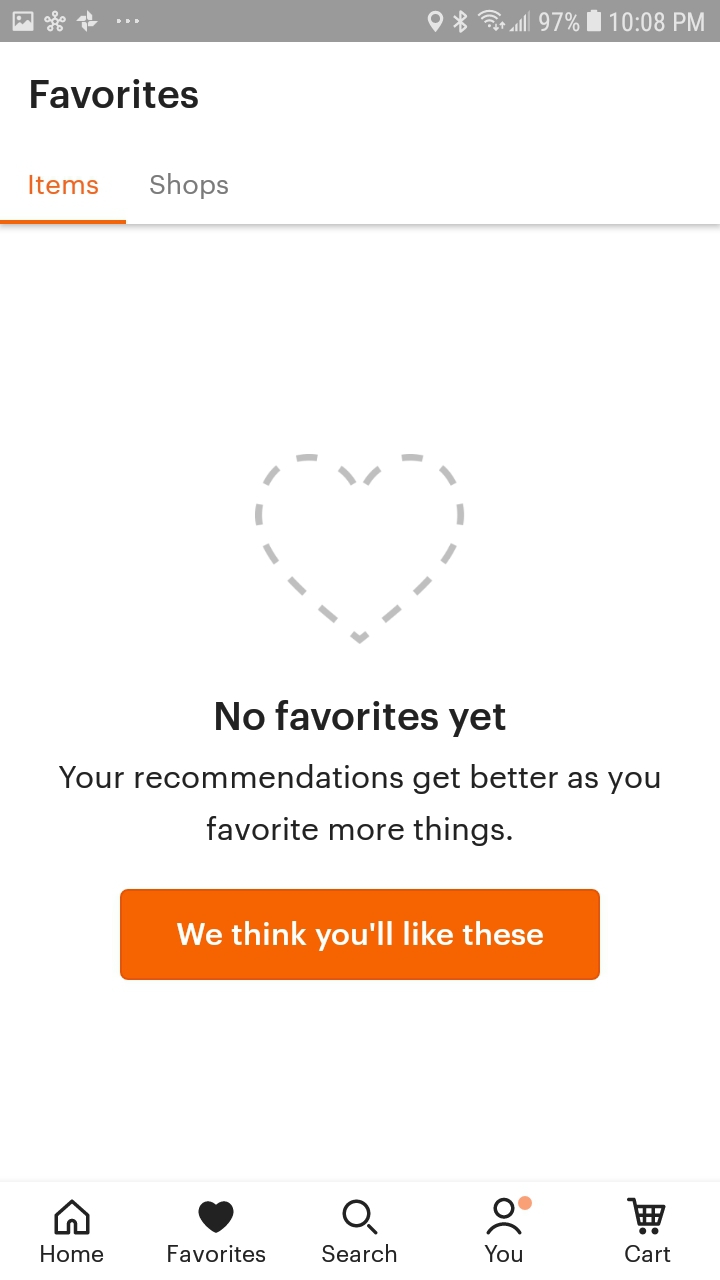 97% 10:08 PM
Favorites
Items Shops
No favorites yet
Your recommendations get better as you
favorite more things.
We think you'll like these
Home Favorites Search You Cart